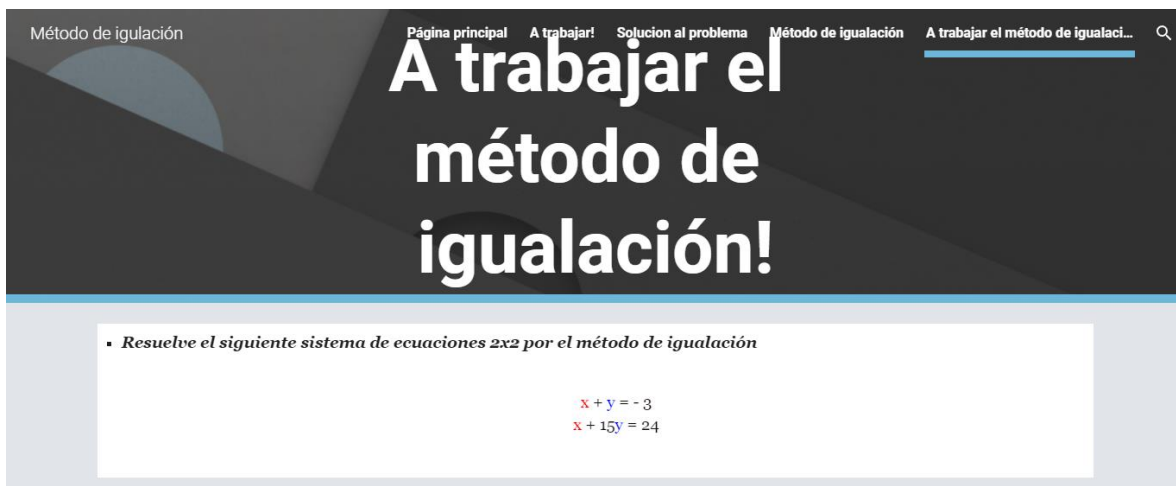 Método de igulación
Página principal A trabajar! Solucion al problema Método de igualación A trabajar el método de igualaci...
A trabajar el
método de
igualación!
▪ Resuelve el siguiente sistema de ecuaciones 2x2 por el método de igualación
x + y = - 3
x + 15y = 24